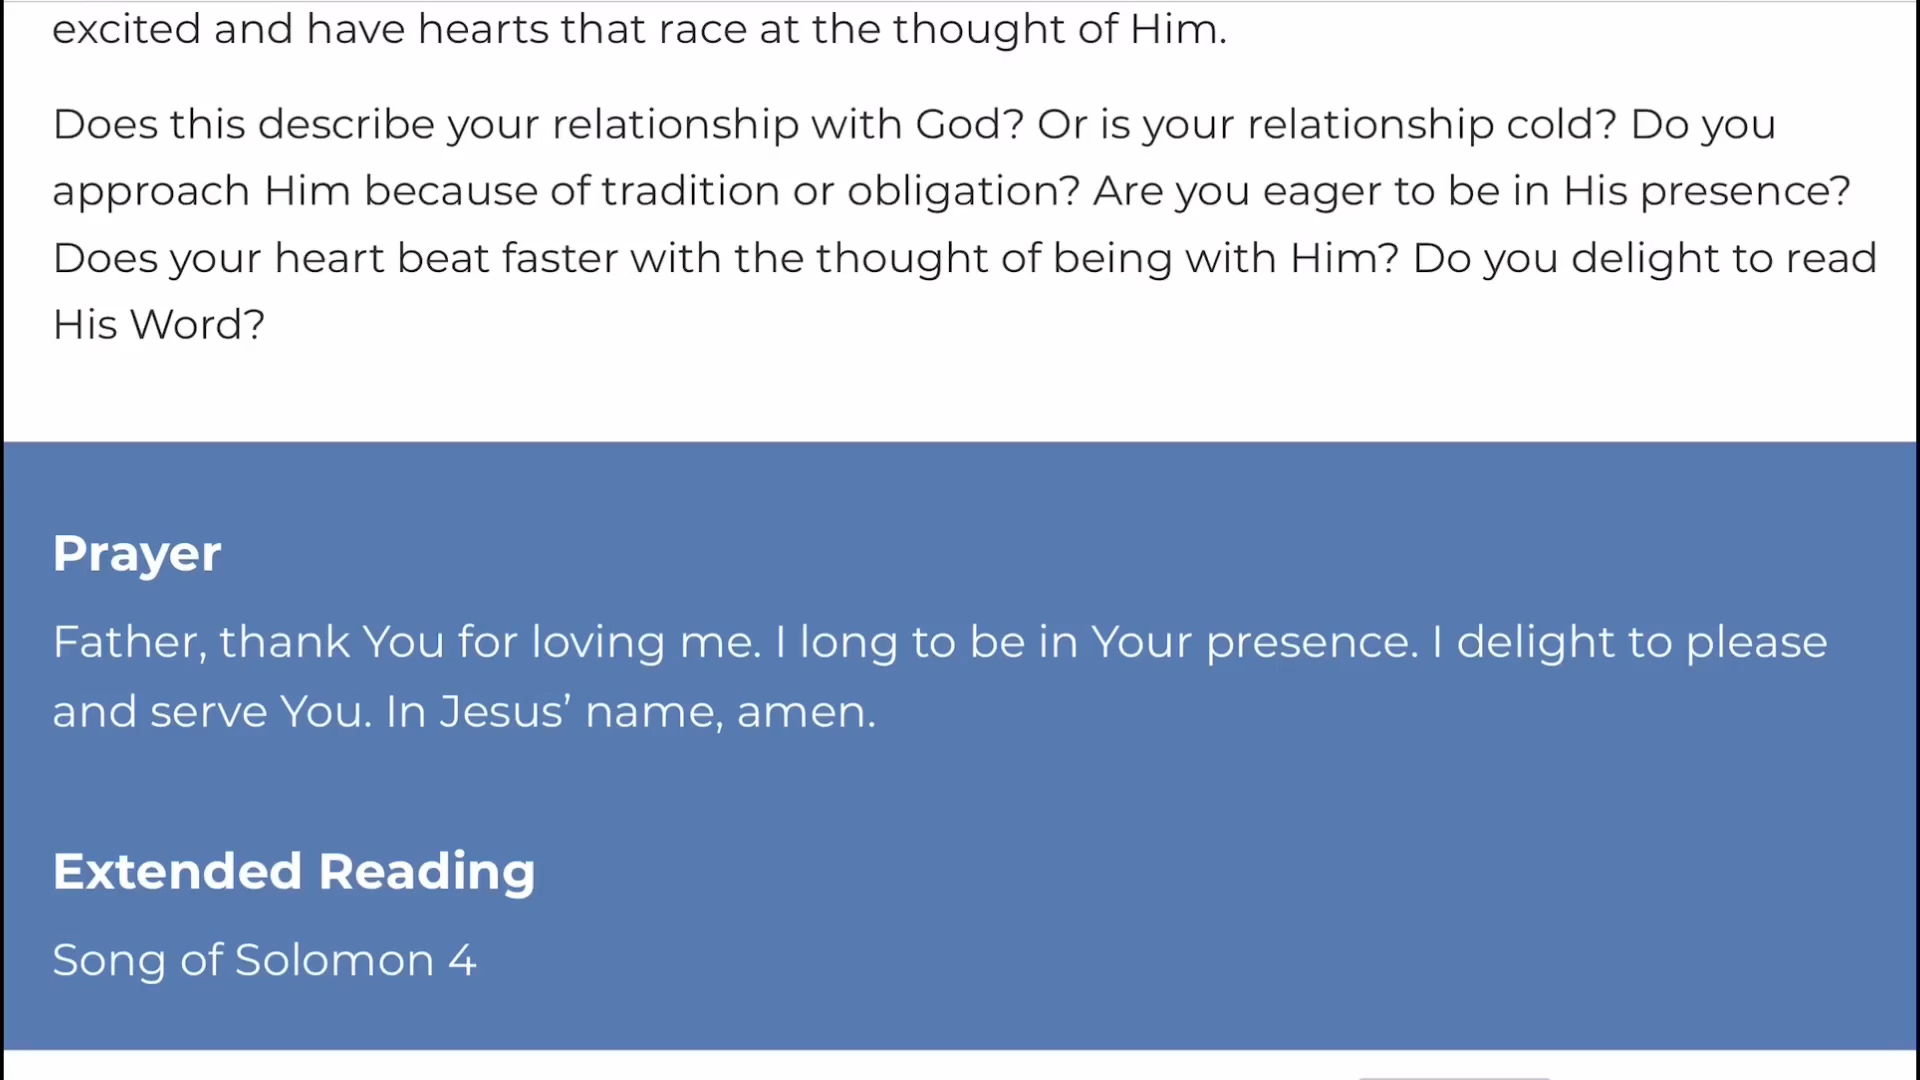 excited and have hearts that race at the thought of Him.
Does this describe your relationship with God? Or is your relationship cold? Do you
approach Him because of tradition or obligation? Are you eager to be in His presence?
Does your heart beat faster with the thought of being with Him? Do you delight to read
His Word?
Prayer
Father, thank You for loving me. I long to be in Your presence. I delight to please
and serve You. In Jesus’ name, amen.
Extended Reading
Song of Solomon 4